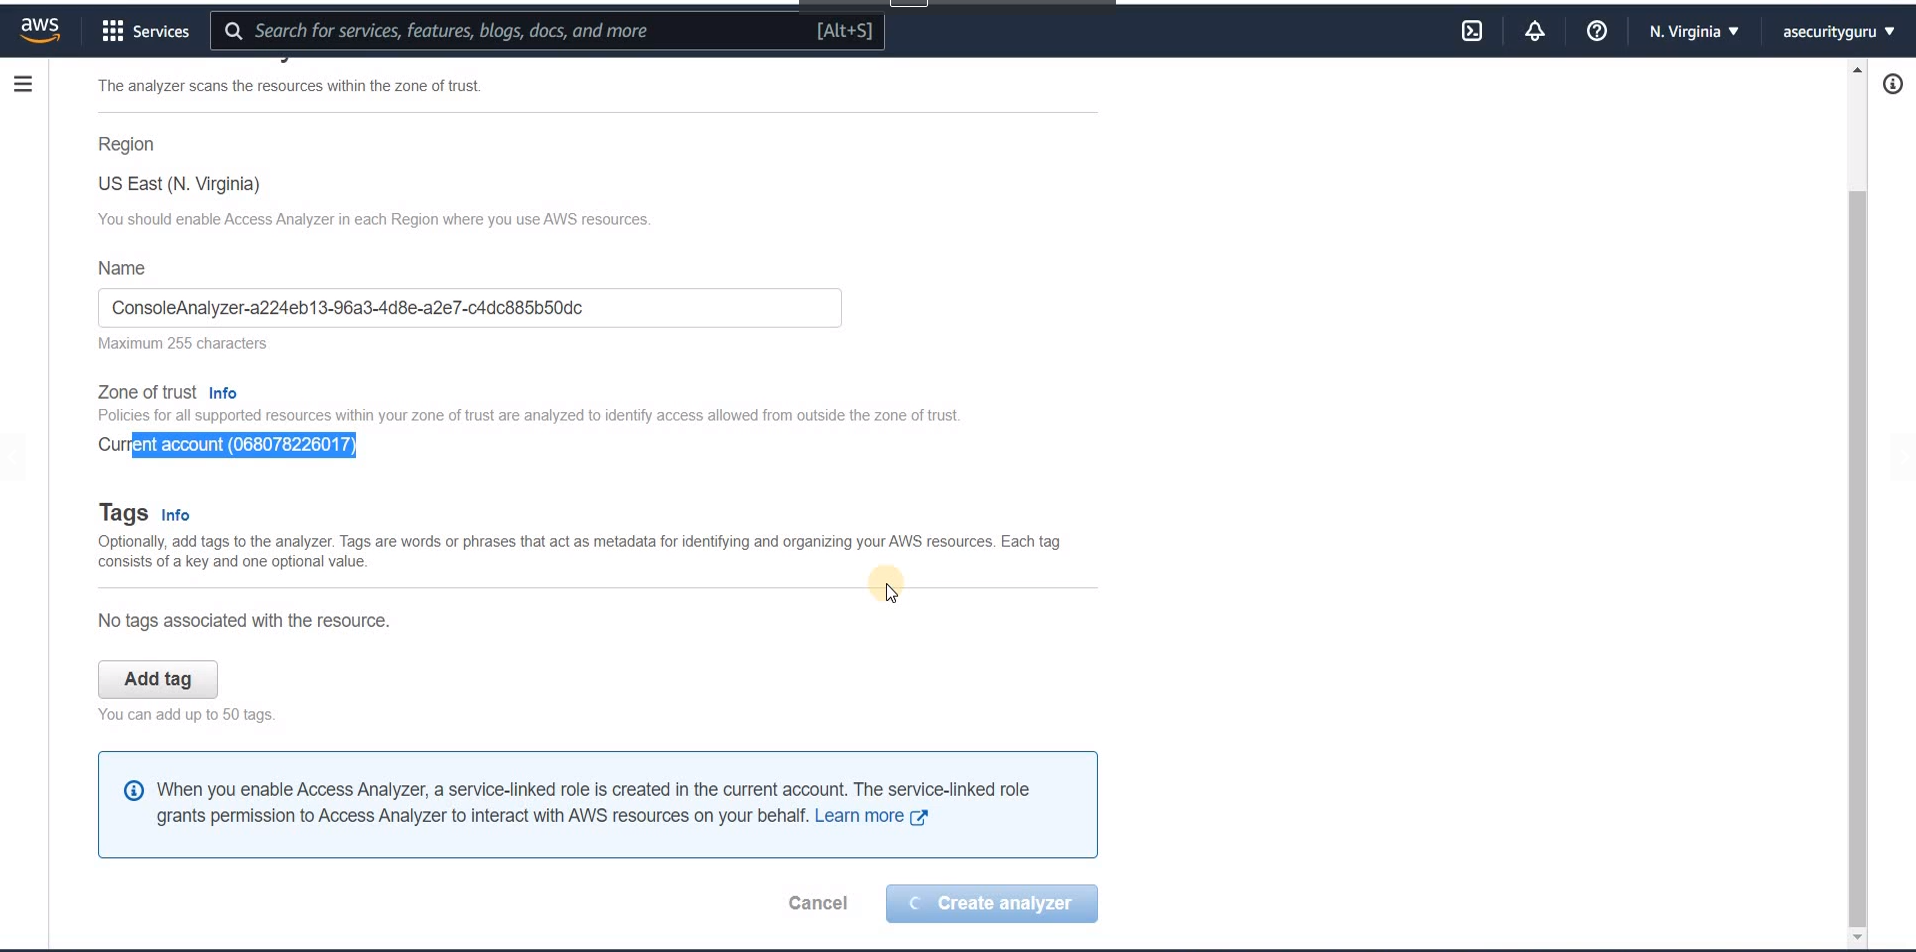 aws Services Search for services, features, blogs, docs, and more [Alt+S] N. Virginia ▼ asecurityguru ▼
The analyzer scans the resources within the zone of trust.
Region
US East (N. Virginia)
You should enable Access Analyzer in each Region where you use AWS resources.
Name
ConsoleAnalyzer-a224eb13-96a3-4d8e-a2e7-c4dc885b50dc
Maximum 255 characters
Zone of trust Info
Policies for all supported resources within your zone of trust are analyzed to identify access allowed from outside the zone of trust.
Current account (068078226017)
Tags Info
Optionally, add tags to the analyzer. Tags are words or phrases that act as metadata for identifying and organizing your AWS resources. Each tag
consists of a key and one optional value.
No tags associated with the resource.
Add tag
You can add up to 50 tags.
When you enable Access Analyzer, a service-linked role is created in the current account. The service-linked role
grants permission to Access Analyzer to interact with AWS resources on your behalf. Learn more
Cancel Create analyzer